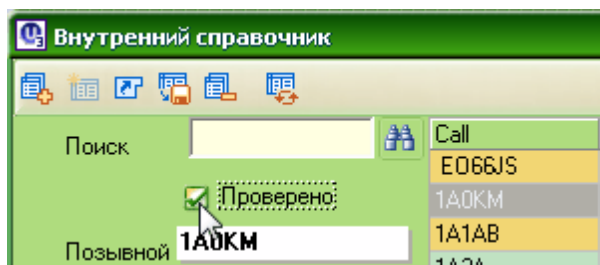 Внутренний справочник
Поиск
Call
EO66JS
Проверено
1A0KM
Позывной
1A0KM
1A1AB